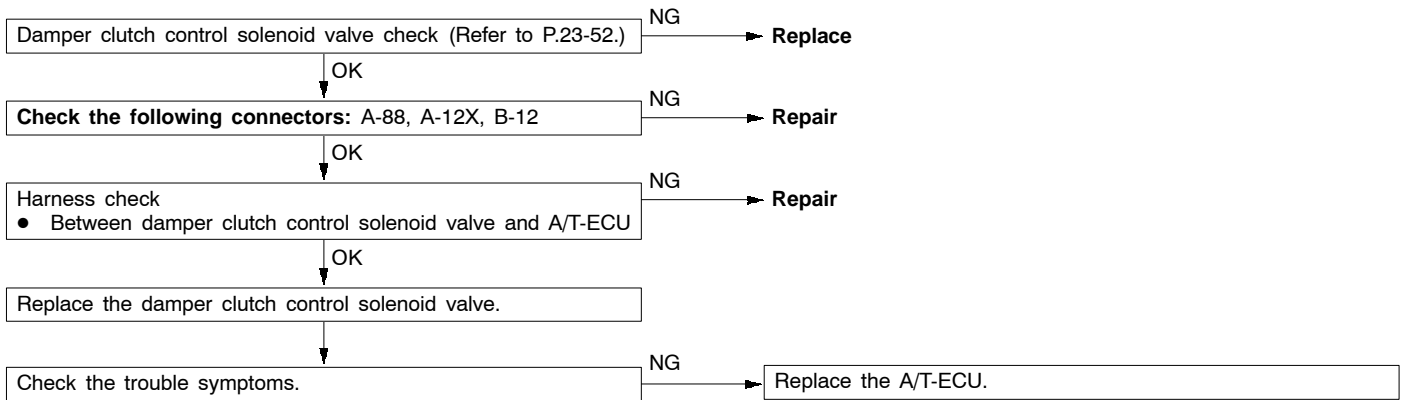 Damper clutch control solenoid valve check (Refer to P.23-52.)
NG
Replace
OK
Check the following connectors: A-88, A-12X, B-12
NG
Repair
OK
Harness check
● Between damper clutch control solenoid valve and A/T-ECU
NG
Repair
OK
Replace the damper clutch control solenoid valve.
Check the trouble symptoms.
NG
Replace the A/T-ECU.